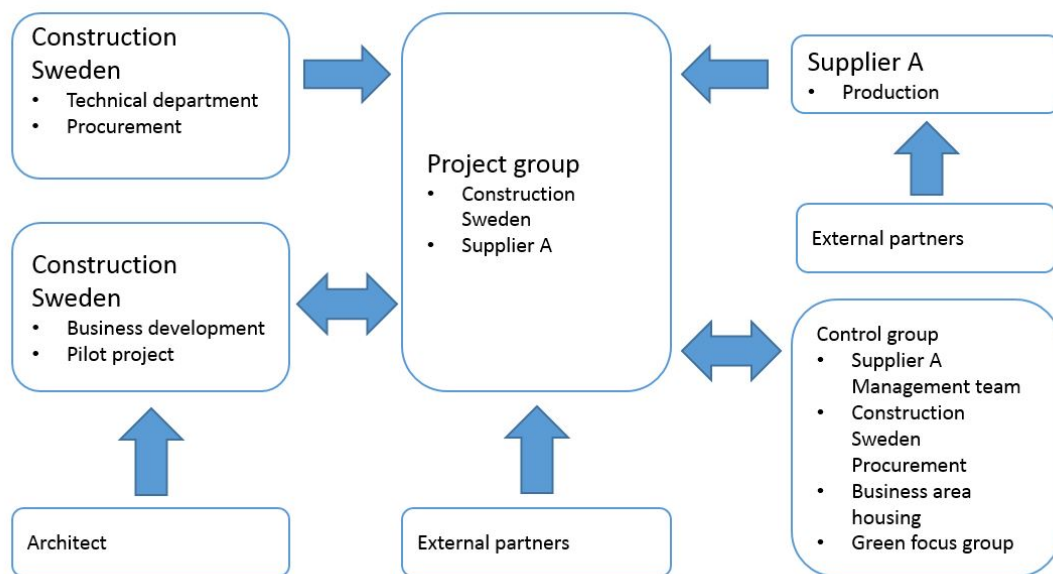 Construction
Sweden
• Technical department
• Procurement
Construction
Sweden
• Business development
• Pilot project
Architect
Project group
• Construction
Sweden
• Supplier A
External partners
Supplier A
• Production
External partners
Control group
• Supplier A
Management team
• Construction
Sweden
Procurement
• Business area
housing
• Green focus group